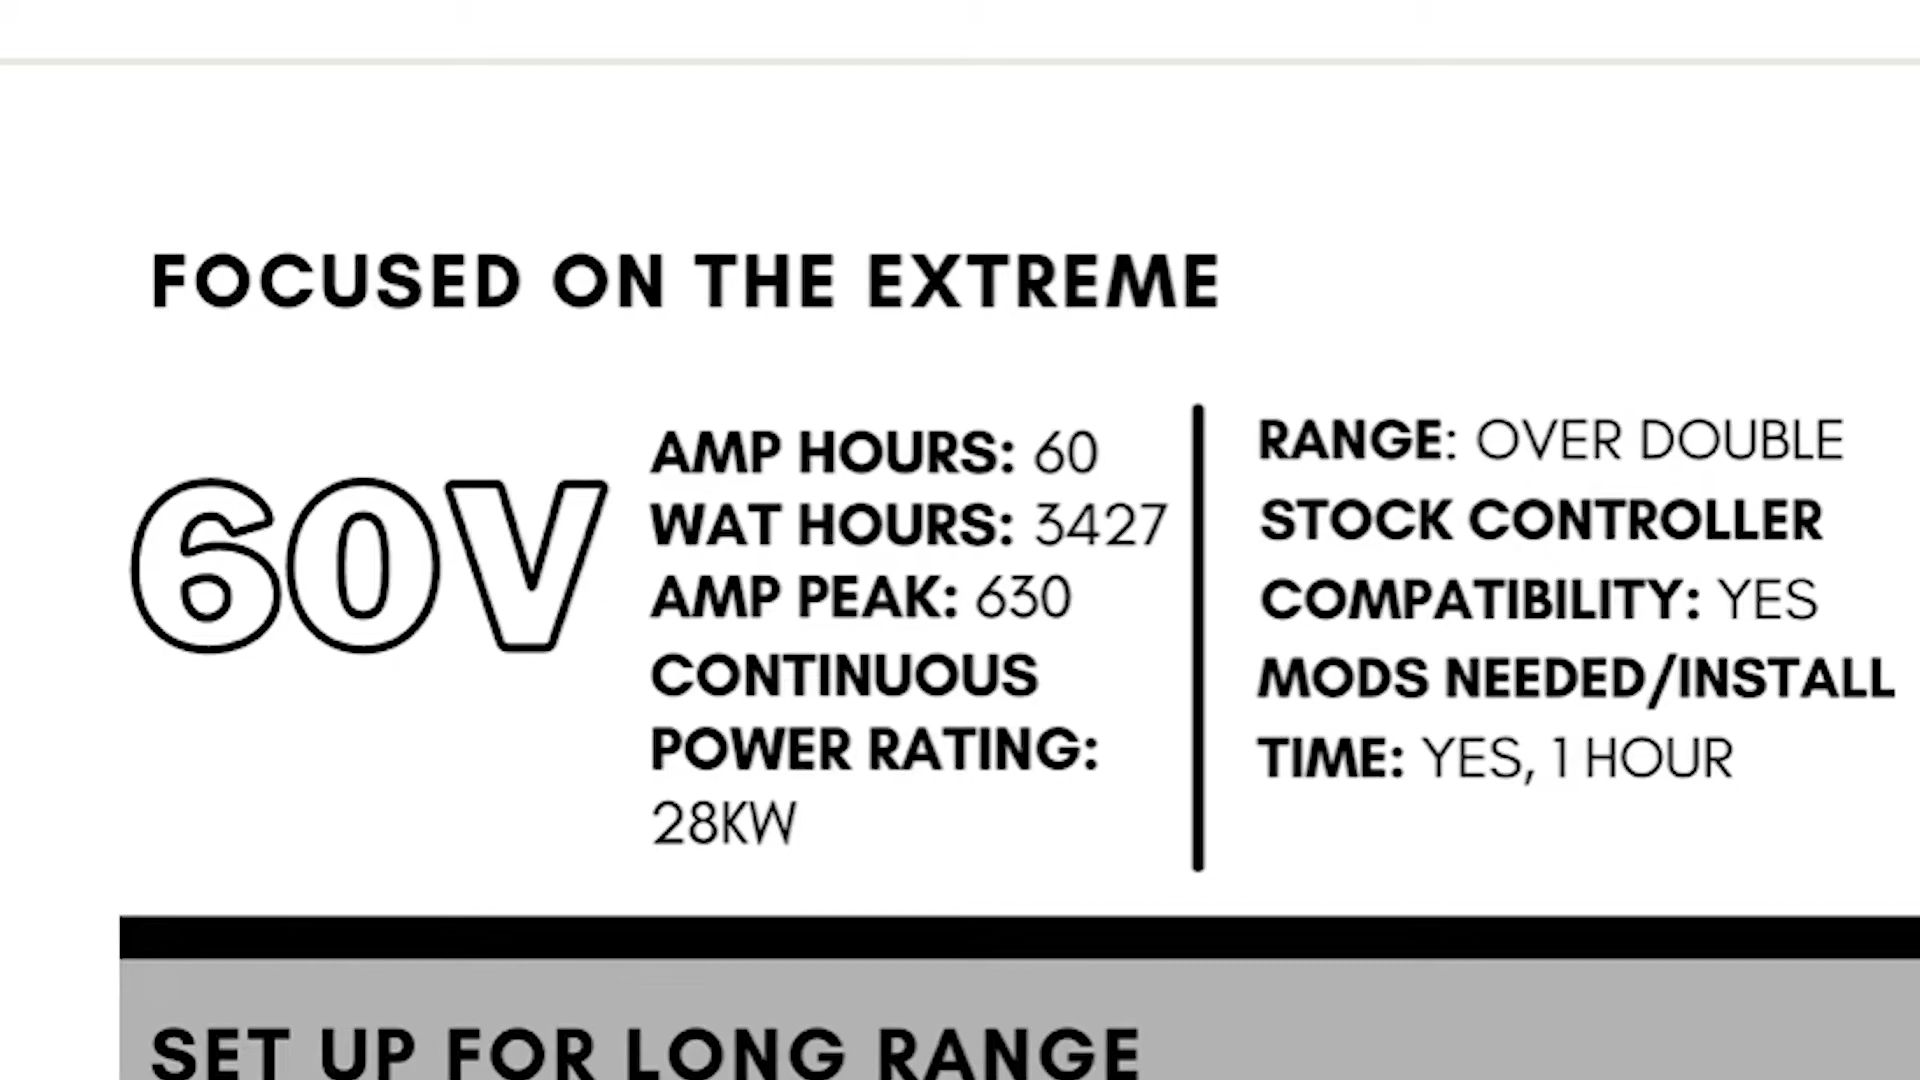 FOCUSED ON THE EXTREME
60V
AMP HOURS: 60
WAT HOURS: 3427
AMP PEAK: 630
CONTINUOUS
POWER RATING:
28KW
RANGE: OVER DOUBLE
STOCK CONTROLLER
COMPATIBILITY: YES
MODS NEEDED/INSTALL
TIME: YES, 1 HOUR
SET UP FOR LONG RANGE